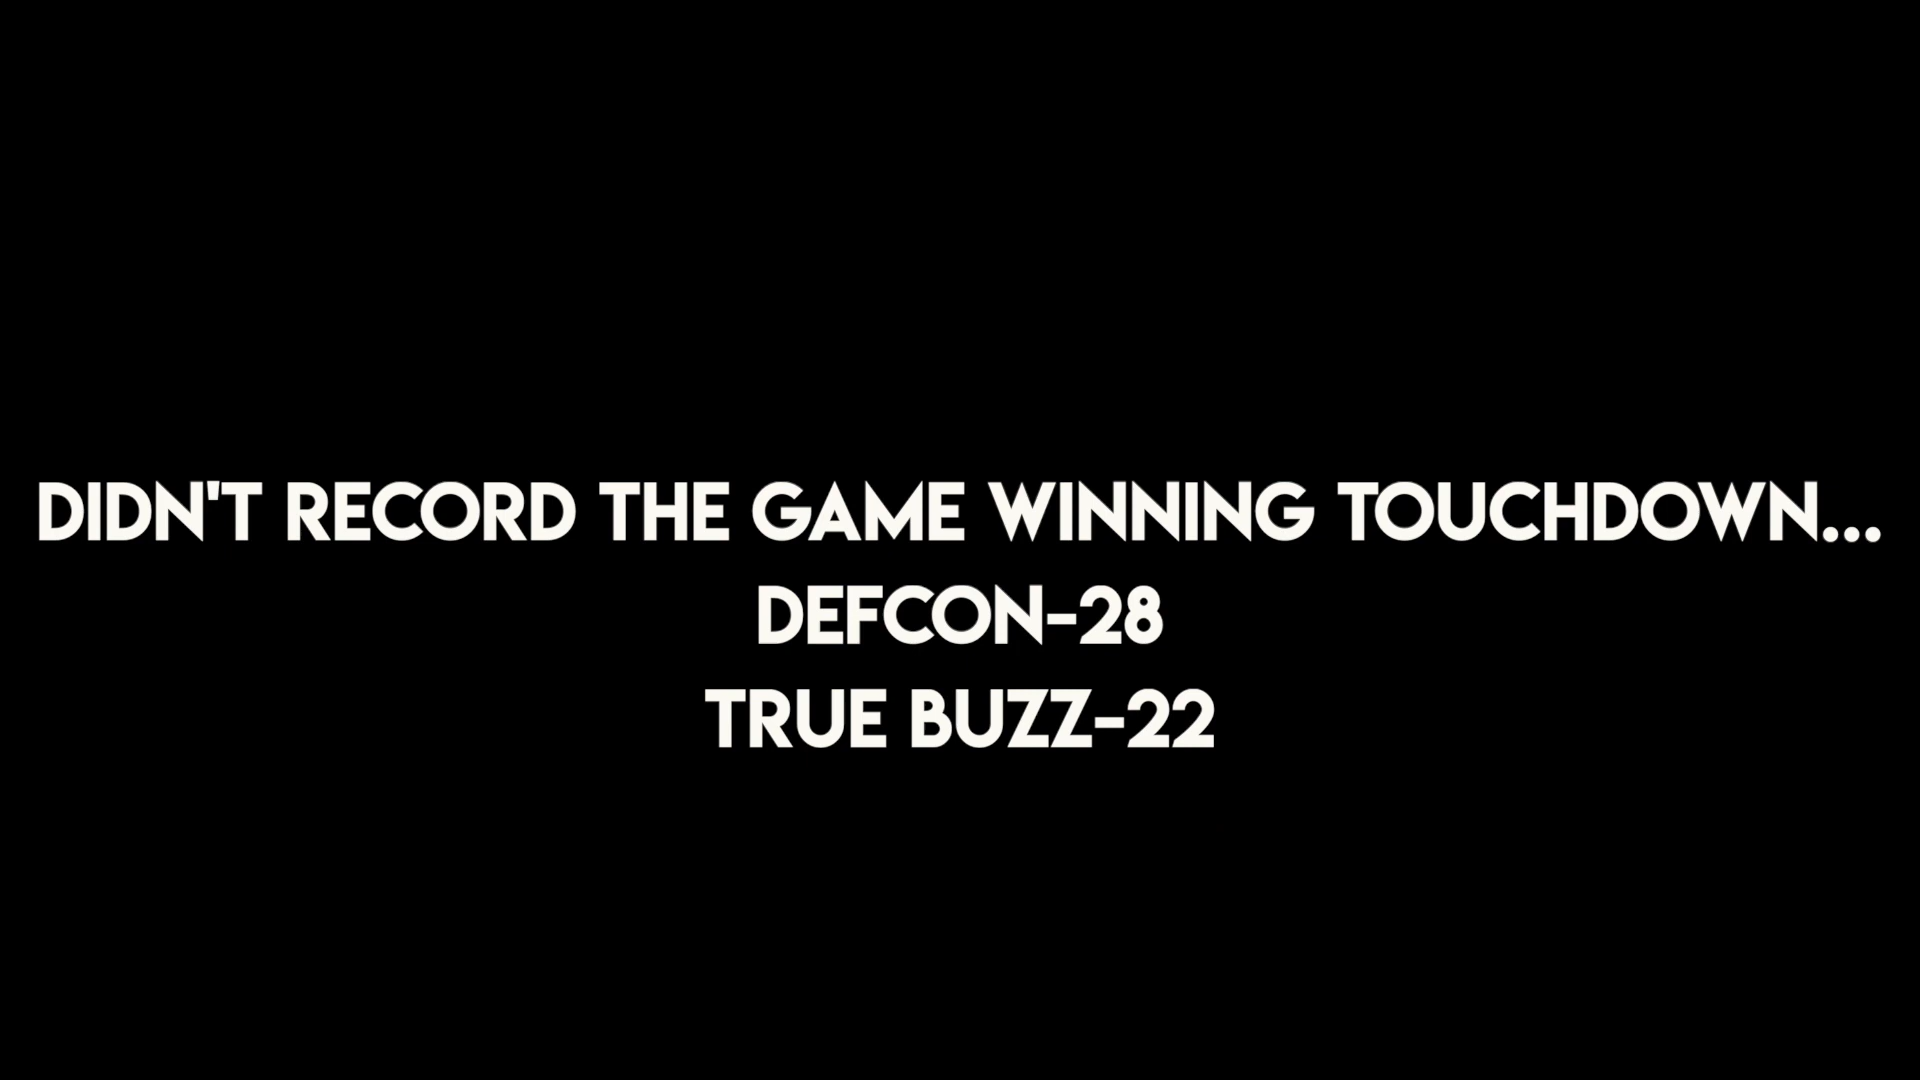 DIDN'T RECORD THE GAME WINNING TOUCHDOWN...
DEFCON-28
TRUE BUZZ-22